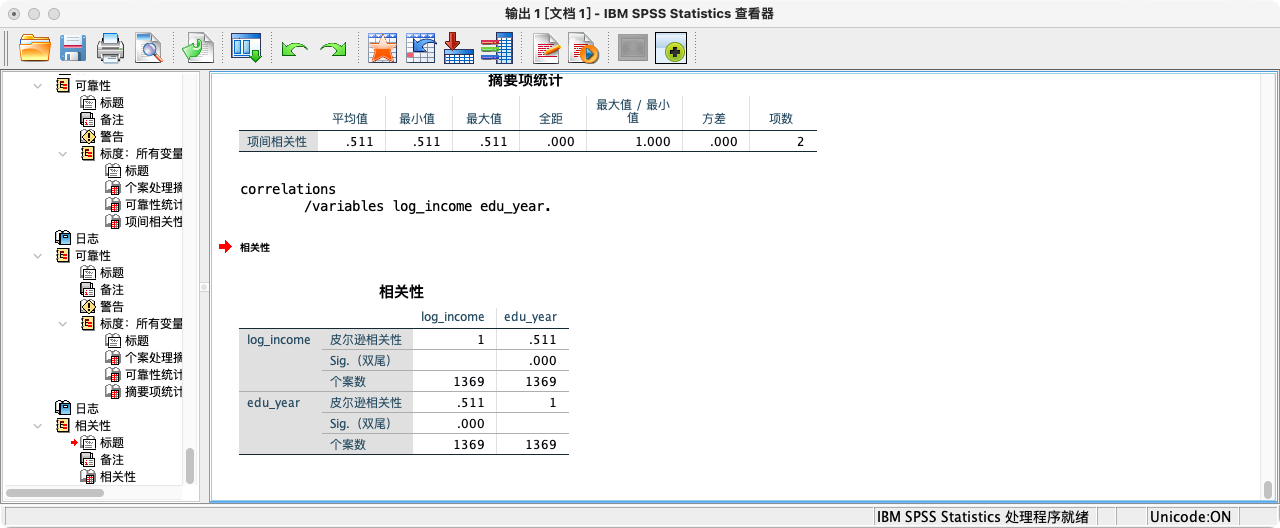 输出 1 [文档 1] - IBM SPSS Statistics 查看器
可靠性
标题
备注
警告
标度：所有变量
标题
个案处理摘
可靠性统计
项间相关性
日志
可靠性
标题
备注
警告
标度：所有变量
标题
个案处理摘
可靠性统计
摘要项统计
日志
相关性
标题
备注
相关性
摘要项统计
平均值 最小值 最大值 全距 最大值 / 最小值 方差 项数
项间相关性 .511 .511 .511 .000 1.000 .000 2
correlations
/variables log_income edu_year.
相关性
相关性
log_income edu_year
log_income 皮尔逊相关性 1 .511
Sig.（双尾） .000
个案数 1369 1369
edu_year 皮尔逊相关性 .511 1
Sig.（双尾） .000
个案数 1369 1369
IBM SPSS Statistics 处理程序就绪 Unicode:ON